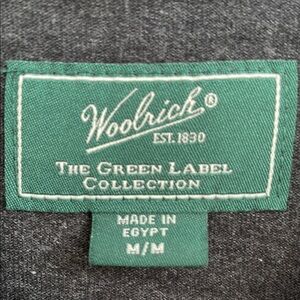 Woolrich®
EST. 1830
THE GREEN LABEL
COLLECTION
MADE IN
EGYPT
M/M